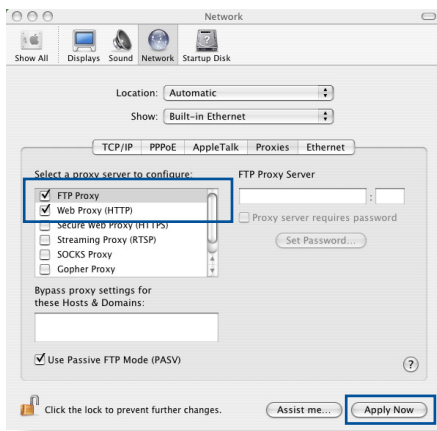 Network
Show All Displays Sound Network Startup Disk
Location: Automatic
Show: Built-in Ethernet
TCP/IP PPPoE AppleTalk Proxies Ethernet
Select a proxy server to configure: FTP Proxy Server
FTP Proxy :
Web Proxy (HTTP) Proxy server requires password
Secure Web Proxy (HTTPS)
Streaming Proxy (RTSP) Set Password...
SOCKS Proxy
Gopher Proxy
Bypass proxy settings for
these Hosts & Domains:
Use Passive FTP Mode (PASV) ?
Click the lock to prevent further changes. Assist me... Apply Now